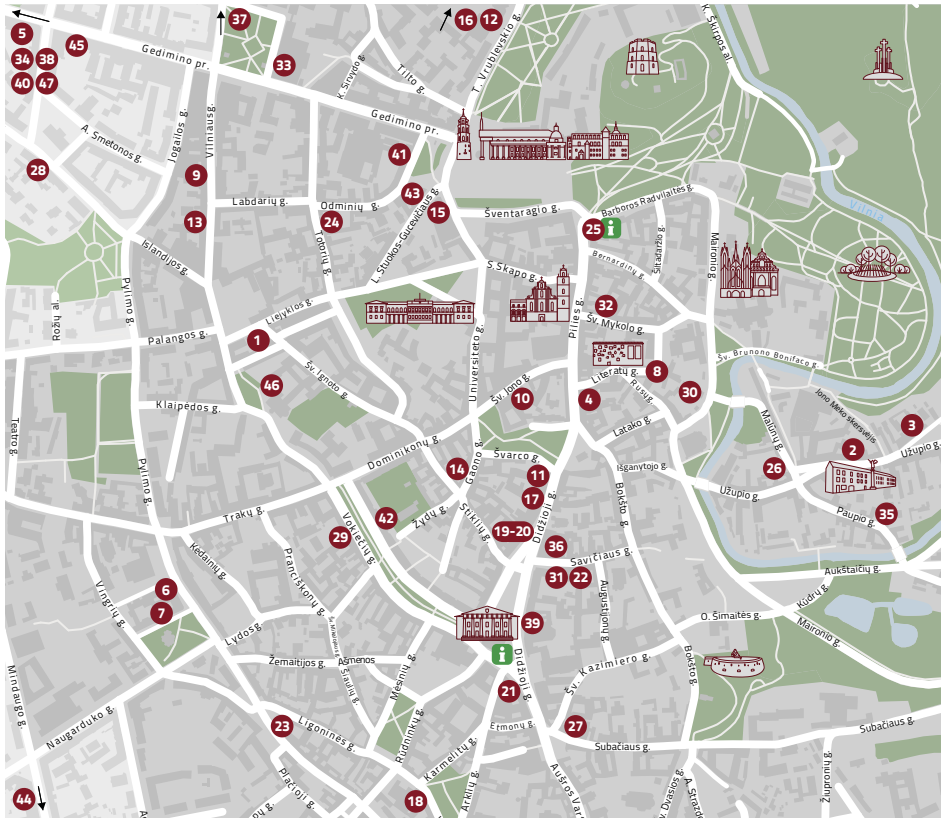 37
16
12
5
45
34
38
40
47
33
Gedimino pr.
K. Sirvydo g.
Tilto g.
T. Vrublevskio g.
K. Škirpos al.
Gedimino pr.
A. Smetonos g.
Jogailos g.
Vilniaus g.
41
28
9
43
15
13
Labdarių g.
Odminių g.
24
Totorių g.
L. Stuokos-Gucevičiaus g.
Šventaragio g.
25
i
Barboros Radvilaitės g.
Vilnia
Islandijos g.
Bernardinų g.
Šiltadaržio g.
Maironio g.
Pylimo g.
Rožių al.
S. Skapo g.
Liejyklos g.
32
Pilies g.
Šv. Mykolo g.
Palangos g.
1
Universiteto g.
Šv. Brunono Bonifaco g.
46
Šv. Ignoto g.
Šv. Jono g.
10
Literatų g.
8
4
Rusų g.
30
Klaipėdos g.
Latako g.
Malūnų g.
Jono Meko skersvėjis
3
Teatro g.
Dominikonų g.
Gaono g.
Švarco g.
2
Užupio g.
14
11
Išganytojo g.
26
Užupio g.
Pylimo g.
17
Didžioji g.
Bokšto g.
Paupio g.
35
Trakų g.
Vokiečių g.
29
42
Žydų g.
Stiklių g.
19-20
36
Savičiaus g.
Kėdainių g.
Pranciškonų g.
31
22
Augustijonų g.
Aukštaičių g.
Vingrių g.
6
7
Kūdrų g.
Lydos g.
39
O. Šimaitės g.
Maironio g.
i
Didžioji g.
Šv. Kazimiero g.
Žemaitijos g.
Šiaulių g.
Ašmenos
Mėsinių g.
Bokšto g.
Mindaugo g.
21
Naugarduko g.
23
Ligoninės g.
Rūdninkų g.
Etmonų g.
27
Subačiaus g.
Subačiaus g.
Karmelitų g.
Plačioji g.
44
18
Arklių g.
Aušros Var
v. Dvasios g.
A. Strazd
Žiupronių g.